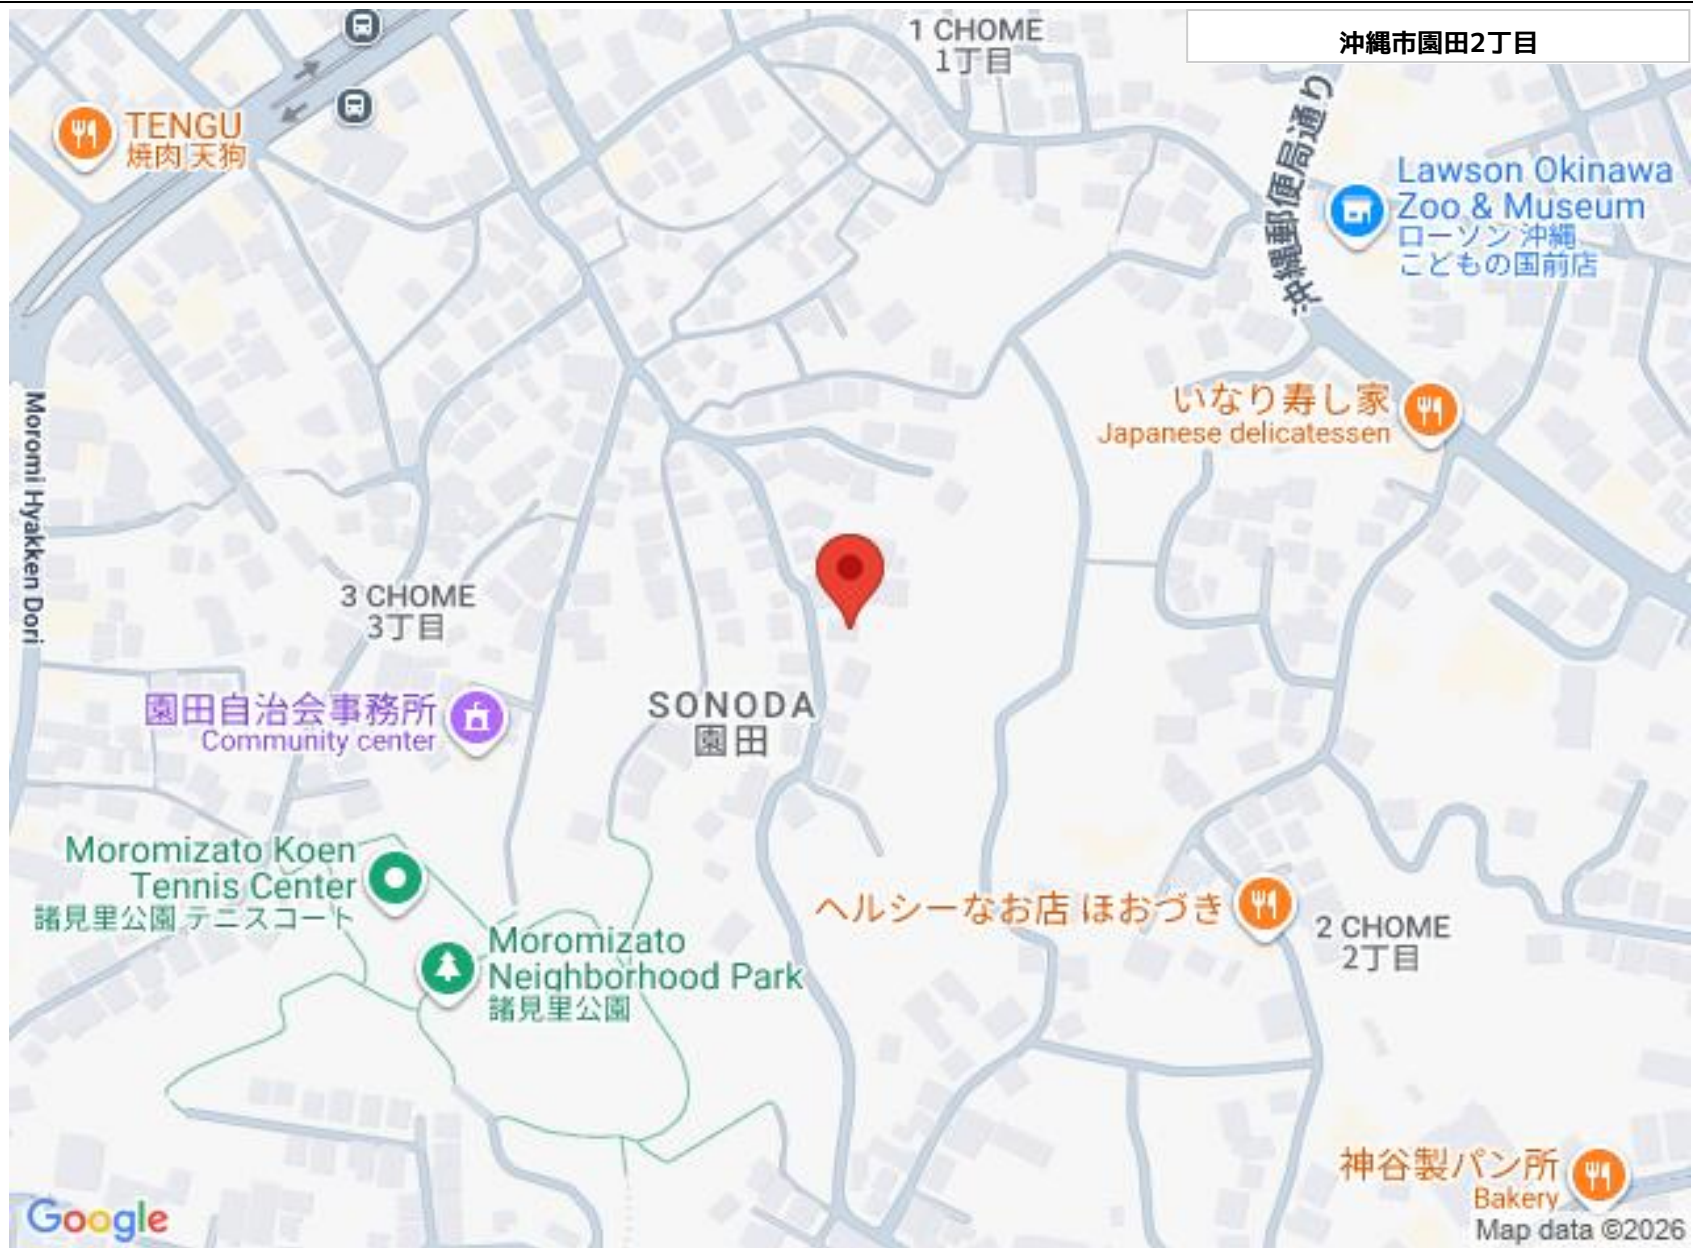 沖縄市園田2丁目
1 CHOME
1丁目
TENGU
焼肉 天狗
沖縄郵便局通り
Lawson Okinawa
Zoo & Museum
ローソン 沖縄
こどもの国前店
いなり寿し家
Japanese delicatessen
Moromi Hyakken Dori
3 CHOME
3丁目
園田自治会事務所
Community center
SONODA
園田
Moromizato Koen
Tennis Center
諸見里公園 テニスコート
ヘルシーなお店 ほおづき
2 CHOME
2丁目
Moromizato
Neighborhood Park
諸見里公園
神谷製パン所
Bakery
Google
Map data ©2026